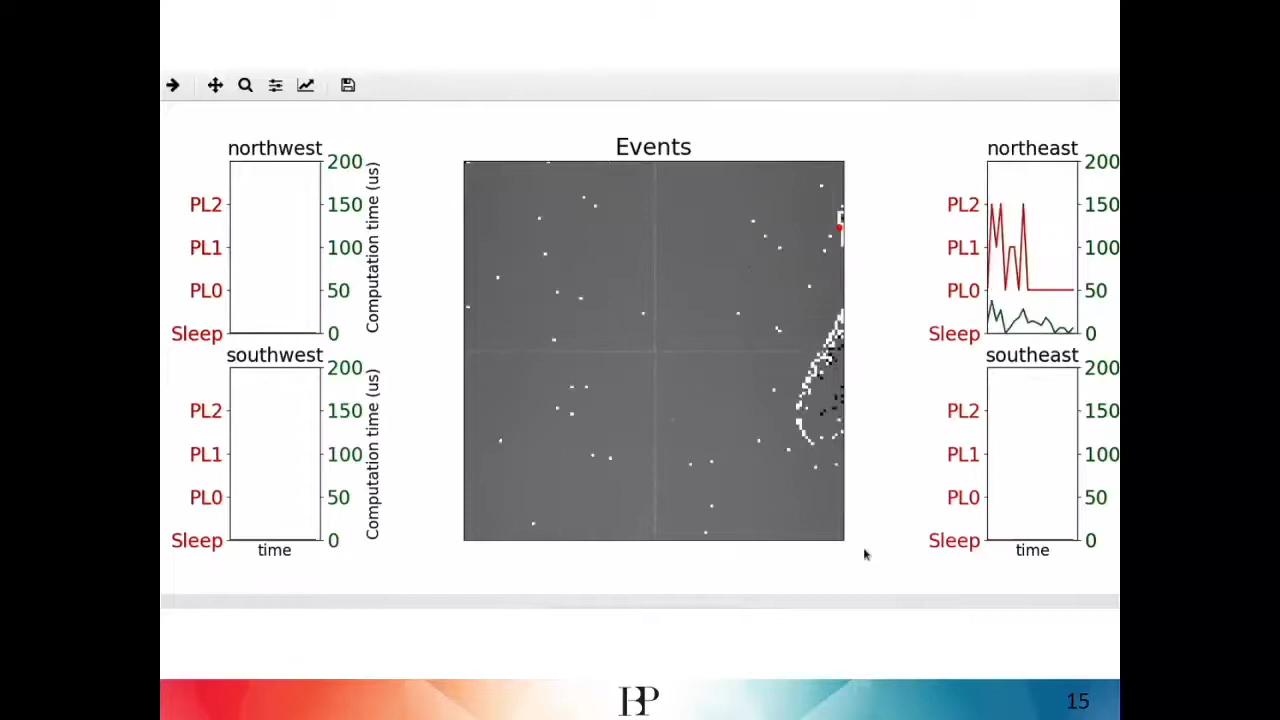 northwest
200
PL2
150
PL1
100
PL0
50
Sleep
0
Computation time (us)
southwest
200
PL2
150
PL1
100
PL0
50
Sleep
0
time
Computation time (us)
Events
northeast
200
PL2
150
PL1
100
PL0
50
Sleep
0
southeast
200
PL2
150
PL1
100
PL0
50
Sleep
0
time
HBP
15